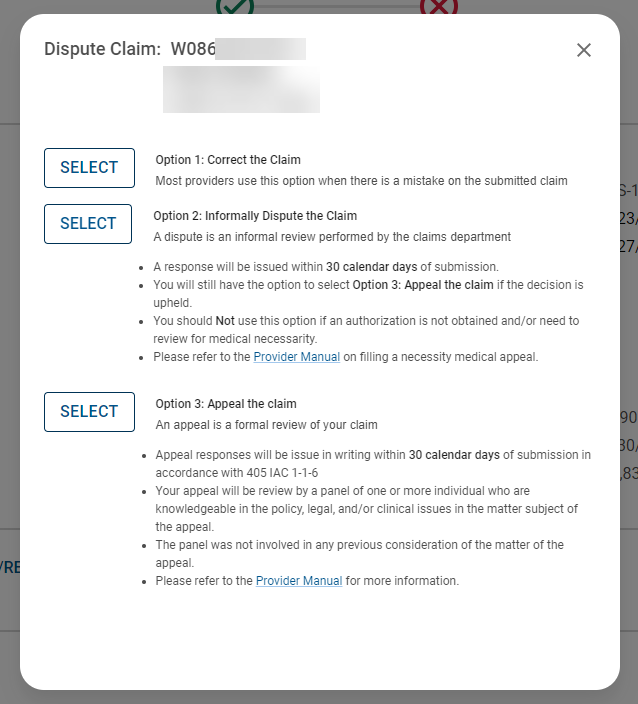 Dispute Claim: W086
SELECT
Option 1: Correct the Claim
Most providers use this option when there is a mistake on the submitted claim
SELECT
Option 2: Informally Dispute the Claim
A dispute is an informal review performed by the claims department
• A response will be issued within 30 calendar days of submission.
• You will still have the option to select Option 3: Appeal the claim if the decision is
upheld.
• You should Not use this option if an authorization is not obtained and/or need to
review for medical necessarity.
• Please refer to the Provider Manual on filling a necessity medical appeal.
SELECT
Option 3: Appeal the claim
An appeal is a formal review of your claim
• Appeal responses will be issue in writing within 30 calendar days of submission in
accordance with 405 IAC 1-1-6
• Your appeal will be review by a panel of one or more individual who are
knowledgeable in the policy, legal, and/or clinical issues in the matter subject of
the appeal.
• The panel was not involved in any previous consideration of the matter of the
appeal.
• Please refer to the Provider Manual for more information.
S-1
23/
27/
90
30/
,83
/RE